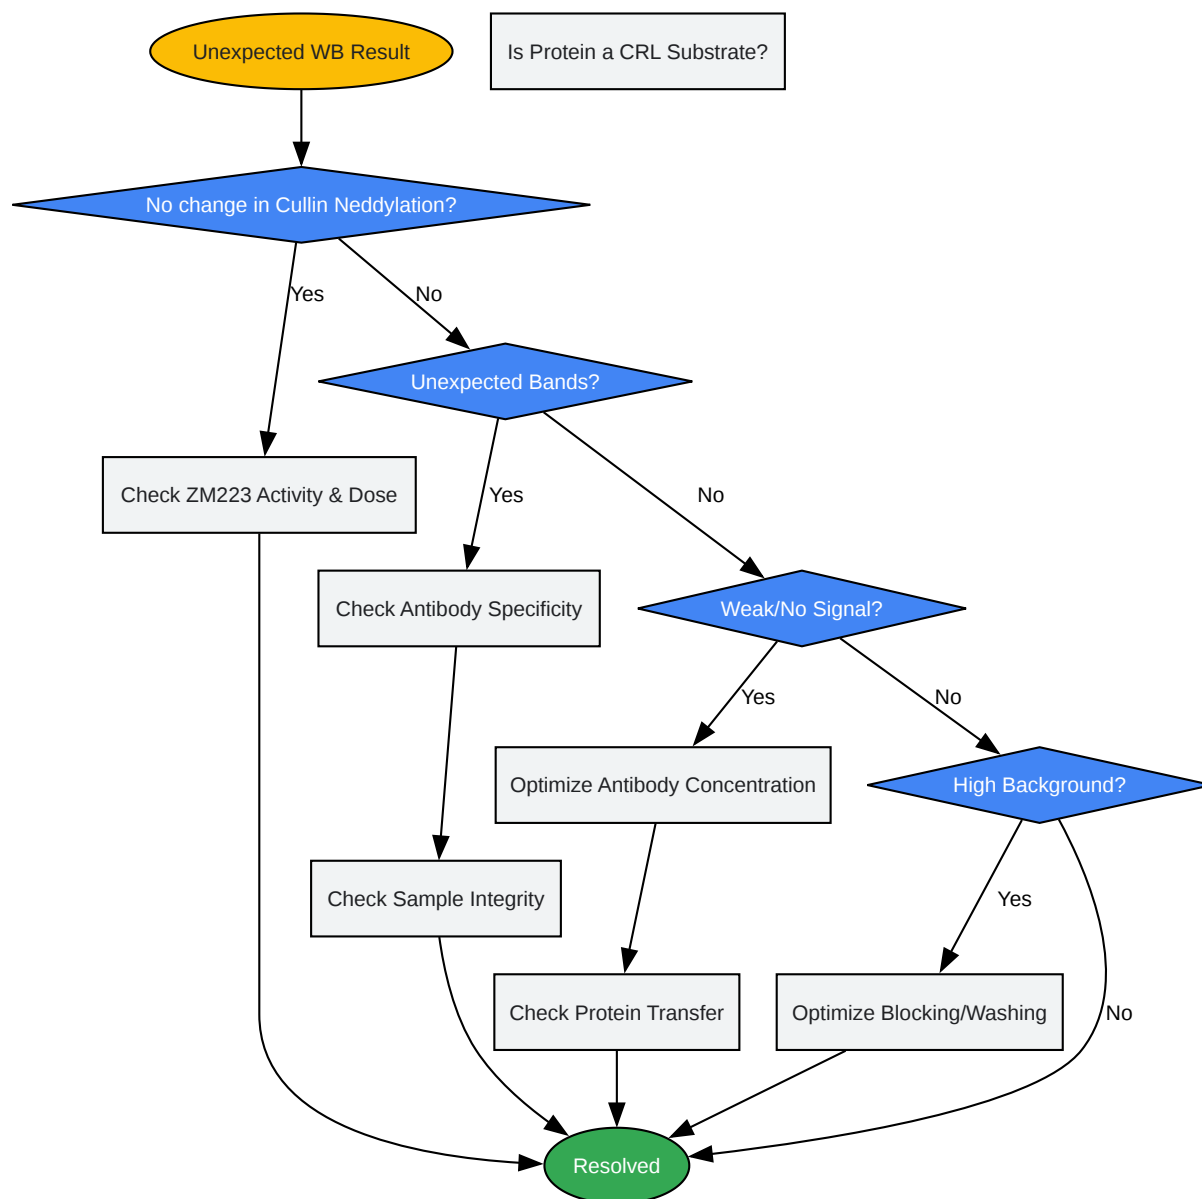 Unexpected WB Result
Is Protein a CRL Substrate?
No change in Cullin Neddylation?
Yes
No
Unexpected Bands?
Check ZM223 Activity & Dose
Yes
No
Check Antibody Specificity
Weak/No Signal?
Yes
No
Optimize Antibody Concentration
High Background?
Check Sample Integrity
Yes
Check Protein Transfer
Optimize Blocking/Washing
No
Resolved